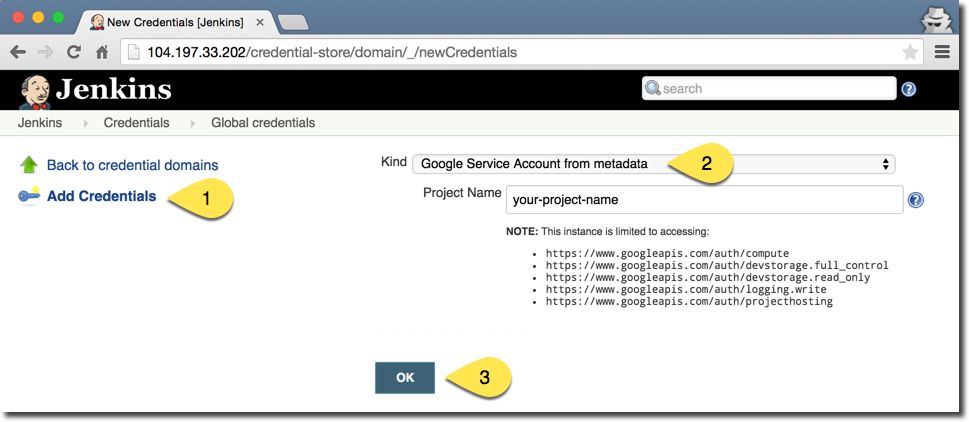 New Credentials [Jenkins]
104.197.33.202/credential-store/domain/_/newCredentials
Jenkins
search
Jenkins
Credentials
Global credentials
Back to credential domains
Add Credentials
1
Kind
Google Service Account from metadata
2
Project Name
your-project-name
NOTE: This instance is limited to accessing:
https://www.googleapis.com/auth/compute
https://www.googleapis.com/auth/devstorage.full_control
https://www.googleapis.com/auth/devstorage.read_only
https://www.googleapis.com/auth/logging.write
https://www.googleapis.com/auth/projecthosting
OK
3